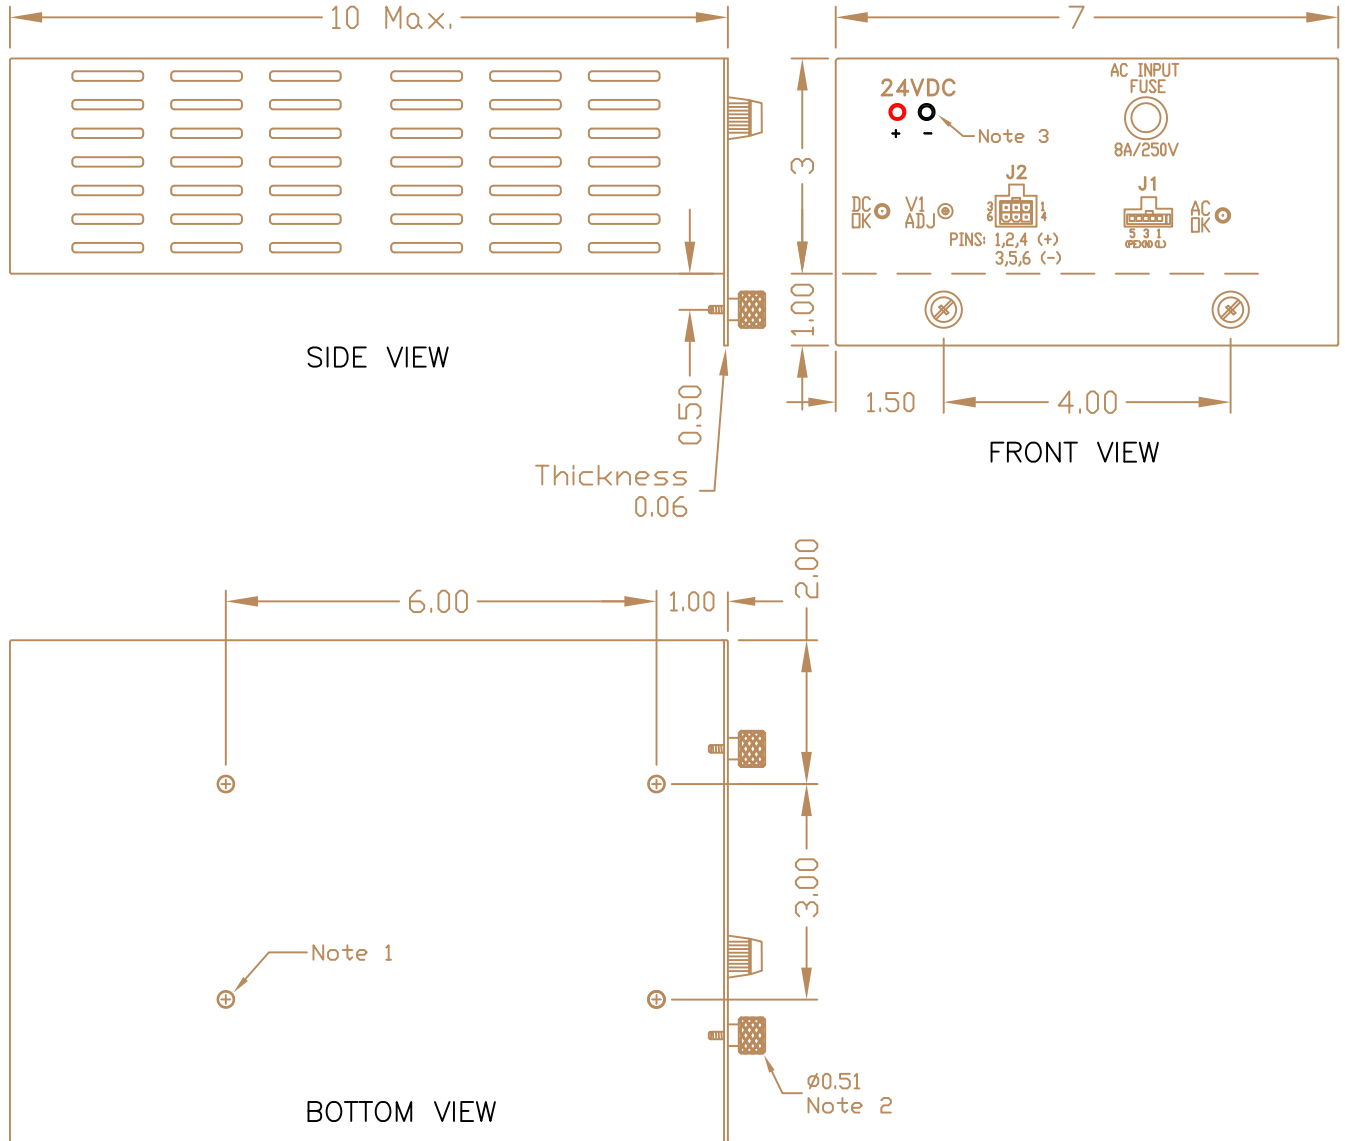 10 Max.
7
24VDC
+ -
Note 3
AC INPUT
FUSE
8A/250V
3
J2
J1
DC
OK
V1
ADJ
3 1
6 4
AC
OK
5 3 1
PINS: 1,2,4 (+)
3,5,6 (-)
1.00
SIDE VIEW
0.50
1.50
4.00
FRONT VIEW
Thickness
0.06
6.00
1.00
2.00
3.00
Note 1
Ø0.51
Note 2
BOTTOM VIEW